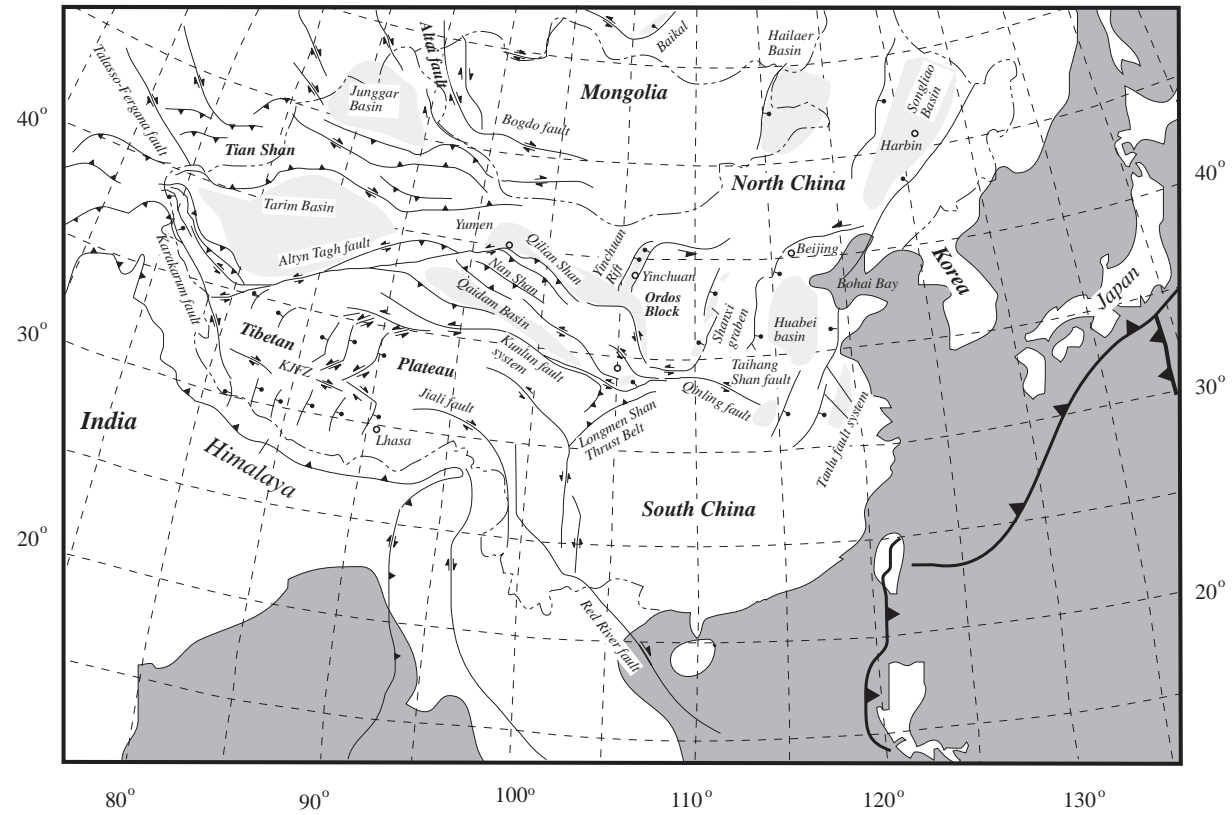 Talasso-Fergana fault
Altai fault
Baikal
Hailaer
Basin
Songliao
Basin
Junggar
Basin
Mongolia
40°
Bogdo fault
Harbin
Tian Shan
North China
40°
Tarim Basin
Yumen
Karakarum fault
Altyn Tagh fault
Qilian Shan
Yinchuan
Rift
Beijing
Nan Shan
Yinchuan
Bohai Bay
Korea
Japan
Qaidam Basin
Ordos
Block
Shanxi
graben
Huabei
basin
30°
Tibetan
Kunlun fault
system
Plateau
KJFZ
Taihang
Shan fault
Qinling fault
30°
Jiali fault
India
Longmen Shan
Thrust Belt
Tanlu fault system
Lhasa
Himalaya
South China
20°
20°
Red River fault
80°
90°
100°
110°
120°
130°